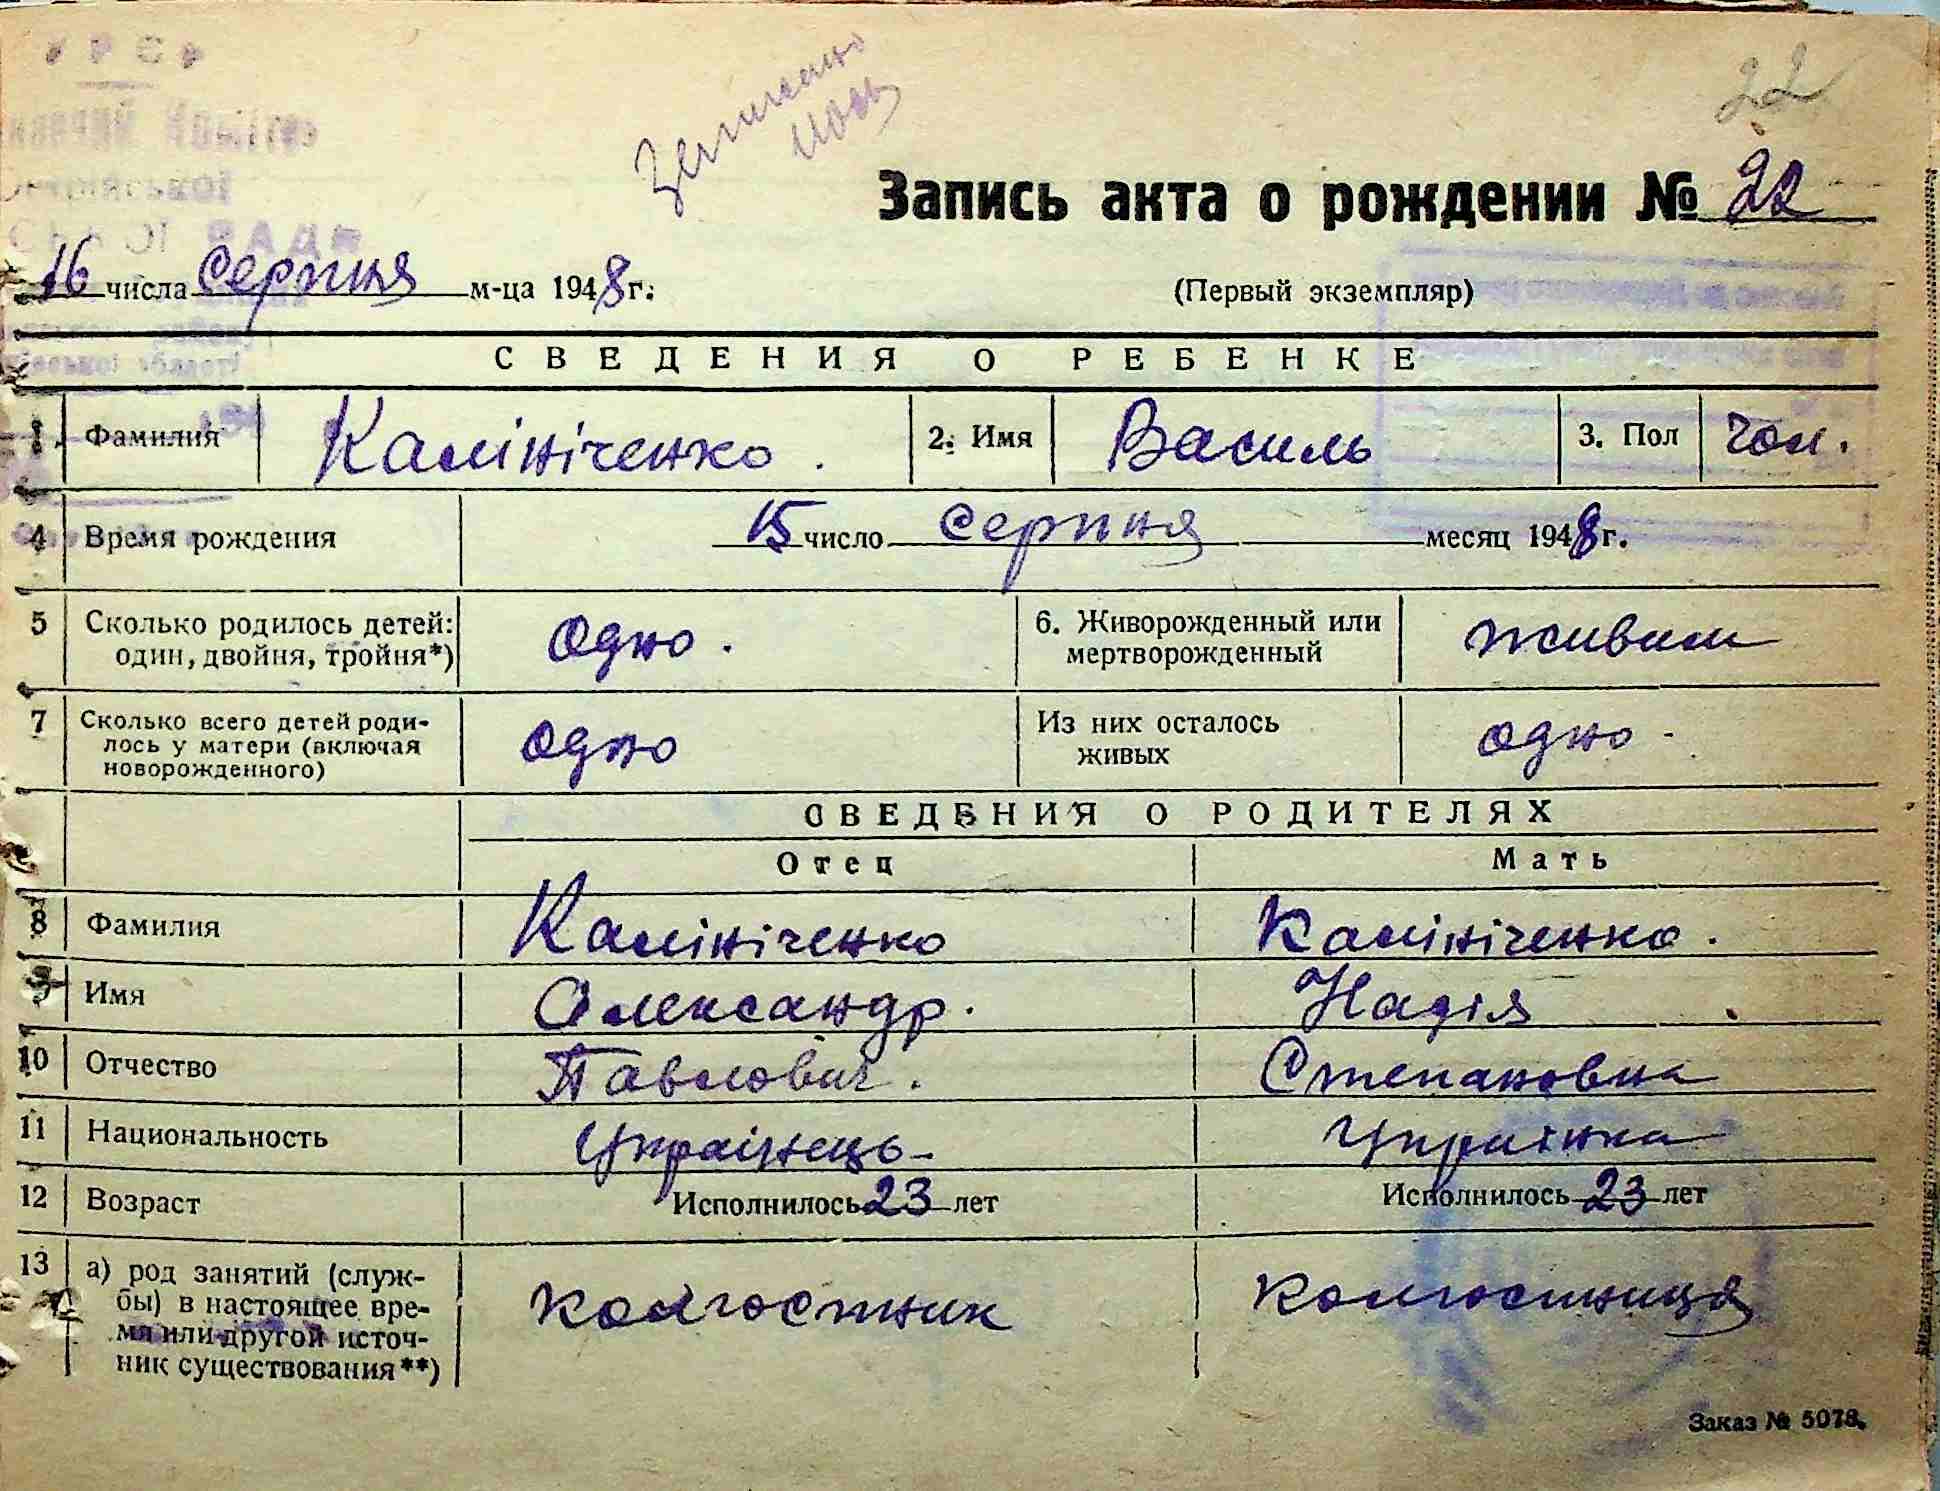 22
Запись акта о рождении № 22
16 числа серпня м-ца 1948 г.
(Первый экземпляр)
СВЕДЕНИЯ О РЕБЕНКЕ
1. Фамилия Калініченко. 2. Имя Василь 3. Пол чол.
4 Время рождения 15 число серпня месяц 1948 г.
5 Сколько родилось детей: один, двойня, тройня*) одно. 6. Живорожденный или мертворожденный живим
7 Сколько всего детей родилось у матери (включая новорожденного) одно Из них осталось живых одно
СВЕДЕНИЯ О РОДИТЕЛЯХ
Отец Мать
8 Фамилия Калініченко Калініченко.
9 Имя Олександр. Надія
10 Отчество Павлович. Степановна
11 Национальность Українець Українка
12 Возраст Исполнилось 23 лет Исполнилось 23 лет
13 а) род занятий (службы) в настоящее время или другой источник существования**) колгостник колгостниця
Заказ № 5078.